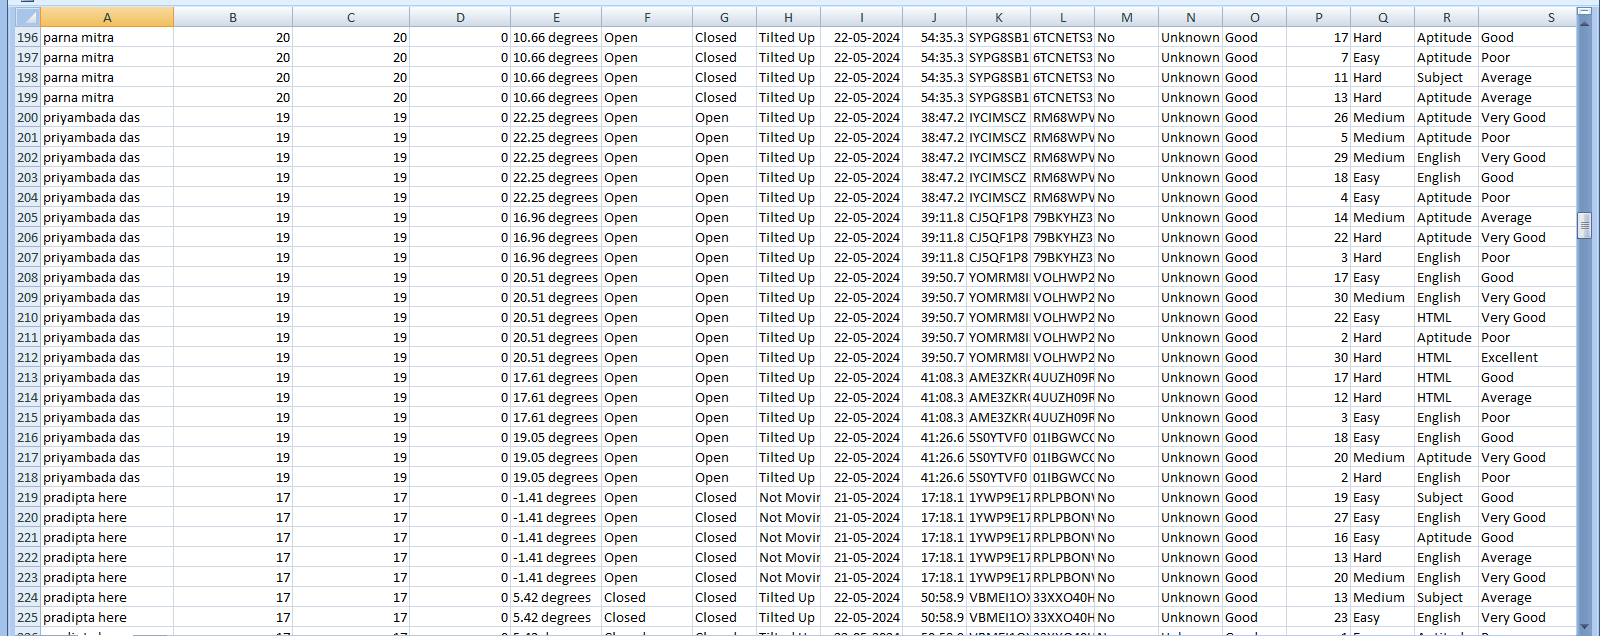 A B C D E F G H I J K L M N O P Q R S
196 parna mitra 20 20 0 10.66 degrees Open Closed Tilted Up 22-05-2024 54:35.3 SYPG8SB1 6TCNETS3 No Unknown Good 17 Hard Aptitude Good
197 parna mitra 20 20 0 10.66 degrees Open Closed Tilted Up 22-05-2024 54:35.3 SYPG8SB1 6TCNETS3 No Unknown Good 7 Easy Aptitude Poor
198 parna mitra 20 20 0 10.66 degrees Open Closed Tilted Up 22-05-2024 54:35.3 SYPG8SB1 6TCNETS3 No Unknown Good 11 Hard Subject Average
199 parna mitra 20 20 0 10.66 degrees Open Closed Tilted Up 22-05-2024 54:35.3 SYPG8SB1 6TCNETS3 No Unknown Good 13 Hard Aptitude Average
200 priyambada das 19 19 0 22.25 degrees Open Open Tilted Up 22-05-2024 38:47.2 IYCIMSCZ RM68WPV No Unknown Good 26 Medium Aptitude Very Good
201 priyambada das 19 19 0 22.25 degrees Open Open Tilted Up 22-05-2024 38:47.2 IYCIMSCZ RM68WPV No Unknown Good 5 Medium Aptitude Poor
202 priyambada das 19 19 0 22.25 degrees Open Open Tilted Up 22-05-2024 38:47.2 IYCIMSCZ RM68WPV No Unknown Good 29 Medium English Very Good
203 priyambada das 19 19 0 22.25 degrees Open Open Tilted Up 22-05-2024 38:47.2 IYCIMSCZ RM68WPV No Unknown Good 18 Easy English Good
204 priyambada das 19 19 0 22.25 degrees Open Open Tilted Up 22-05-2024 38:47.2 IYCIMSCZ RM68WPV No Unknown Good 4 Easy Aptitude Poor
205 priyambada das 19 19 0 16.96 degrees Open Open Tilted Up 22-05-2024 39:11.8 CJ5QF1P8 79BKYHZ3 No Unknown Good 14 Medium Aptitude Average
206 priyambada das 19 19 0 16.96 degrees Open Open Tilted Up 22-05-2024 39:11.8 CJ5QF1P8 79BKYHZ3 No Unknown Good 22 Hard Aptitude Very Good
207 priyambada das 19 19 0 16.96 degrees Open Open Tilted Up 22-05-2024 39:11.8 CJ5QF1P8 79BKYHZ3 No Unknown Good 3 Hard English Poor
208 priyambada das 19 19 0 20.51 degrees Open Open Tilted Up 22-05-2024 39:50.7 YOMRM8I VOLHWP2 No Unknown Good 17 Easy English Good
209 priyambada das 19 19 0 20.51 degrees Open Open Tilted Up 22-05-2024 39:50.7 YOMRM8I VOLHWP2 No Unknown Good 30 Medium English Very Good
210 priyambada das 19 19 0 20.51 degrees Open Open Tilted Up 22-05-2024 39:50.7 YOMRM8I VOLHWP2 No Unknown Good 22 Easy HTML Very Good
211 priyambada das 19 19 0 20.51 degrees Open Open Tilted Up 22-05-2024 39:50.7 YOMRM8I VOLHWP2 No Unknown Good 2 Hard Aptitude Poor
212 priyambada das 19 19 0 20.51 degrees Open Open Tilted Up 22-05-2024 39:50.7 YOMRM8I VOLHWP2 No Unknown Good 30 Hard HTML Excellent
213 priyambada das 19 19 0 17.61 degrees Open Open Tilted Up 22-05-2024 41:08.3 AME3ZKR 4UUZH09R No Unknown Good 17 Hard HTML Good
214 priyambada das 19 19 0 17.61 degrees Open Open Tilted Up 22-05-2024 41:08.3 AME3ZKR 4UUZH09R No Unknown Good 12 Hard HTML Average
215 priyambada das 19 19 0 17.61 degrees Open Open Tilted Up 22-05-2024 41:08.3 AME3ZKR 4UUZH09R No Unknown Good 3 Easy English Poor
216 priyambada das 19 19 0 19.05 degrees Open Open Tilted Up 22-05-2024 41:26.6 5S0YTVF0 01IBGWC No Unknown Good 18 Easy English Good
217 priyambada das 19 19 0 19.05 degrees Open Open Tilted Up 22-05-2024 41:26.6 5S0YTVF0 01IBGWC No Unknown Good 20 Medium Aptitude Very Good
218 priyambada das 19 19 0 19.05 degrees Open Open Tilted Up 22-05-2024 41:26.6 5S0YTVF0 01IBGWC No Unknown Good 2 Hard English Poor
219 pradipta here 17 17 0 -1.41 degrees Open Closed Not Movin 21-05-2024 17:18.1 1YWP9E17 RPLPBON No Unknown Good 19 Easy Subject Good
220 pradipta here 17 17 0 -1.41 degrees Open Closed Not Movin 21-05-2024 17:18.1 1YWP9E17 RPLPBON No Unknown Good 27 Easy English Very Good
221 pradipta here 17 17 0 -1.41 degrees Open Closed Not Movin 21-05-2024 17:18.1 1YWP9E17 RPLPBON No Unknown Good 16 Easy Aptitude Good
222 pradipta here 17 17 0 -1.41 degrees Open Closed Not Movin 21-05-2024 17:18.1 1YWP9E17 RPLPBON No Unknown Good 13 Hard English Average
223 pradipta here 17 17 0 -1.41 degrees Open Closed Not Movin 21-05-2024 17:18.1 1YWP9E17 RPLPBON No Unknown Good 20 Medium English Very Good
224 pradipta here 17 17 0 5.42 degrees Closed Closed Tilted Up 22-05-2024 50:58.9 VBMEI1OX 33XXO40H No Unknown Good 13 Medium Subject Average
225 pradipta here 17 17 0 5.42 degrees Closed Closed Tilted Up 22-05-2024 50:58.9 VBMEI1OX 33XXO40H No Unknown Good 23 Easy English Very Good